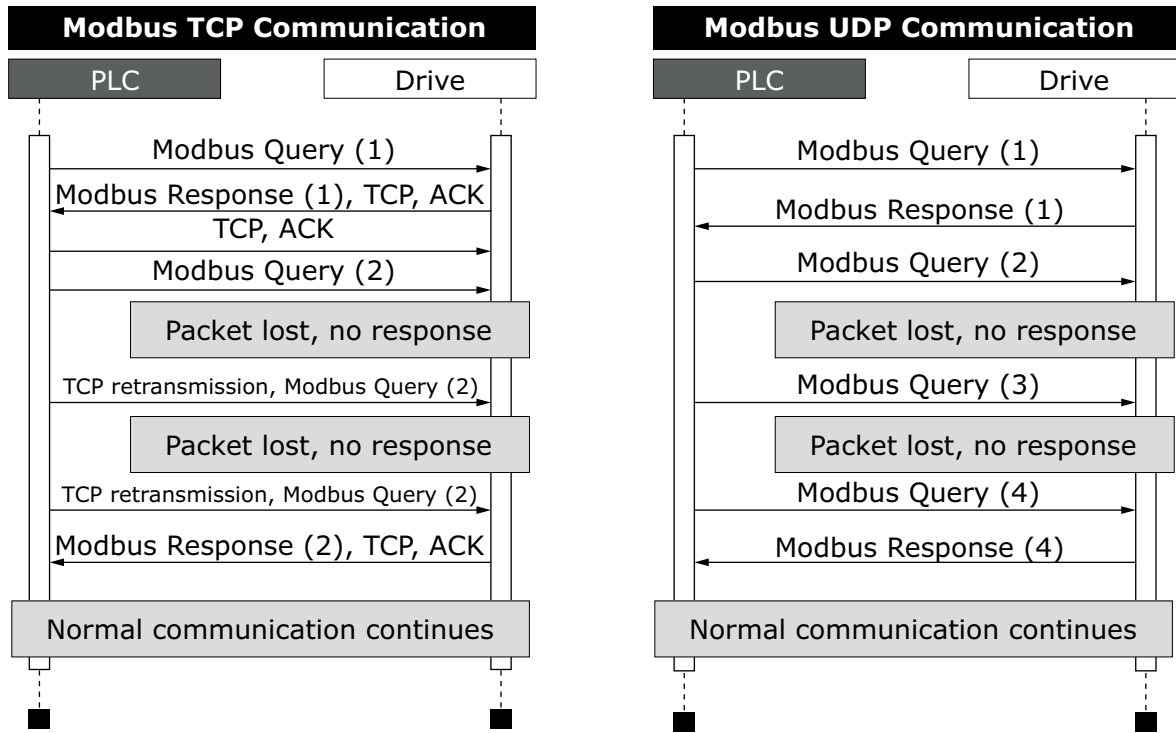 Modbus TCP Communication
PLC
Drive
Modbus Query (1)
Modbus Response (1), TCP, ACK
TCP, ACK
Modbus Query (2)
Packet lost, no response
TCP retransmission, Modbus Query (2)
Packet lost, no response
TCP retransmission, Modbus Query (2)
Modbus Response (2), TCP, ACK
Normal communication continues
Modbus UDP Communication
PLC
Drive
Modbus Query (1)
Modbus Response (1)
Modbus Query (2)
Packet lost, no response
Modbus Query (3)
Packet lost, no response
Modbus Query (4)
Modbus Response (4)
Normal communication continues